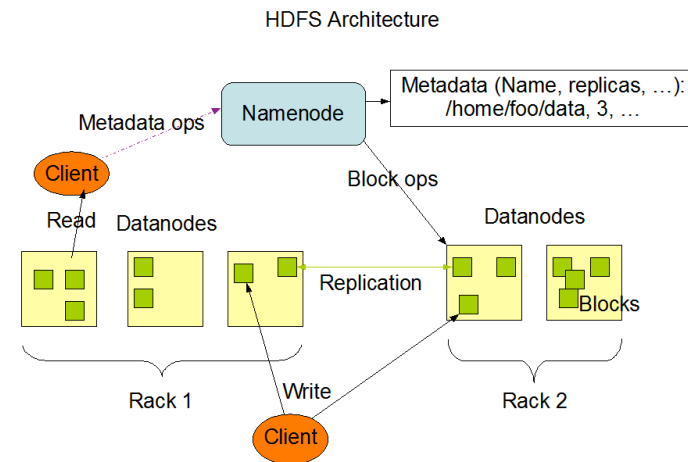 HDFS Architecture
Metadata (Name, replicas, …):
/home/foo/data, 3, …
Namenode
Metadata ops
Client
Block ops
Read
Datanodes
Datanodes
Replication
Blocks
Write
Rack 1
Rack 2
Client